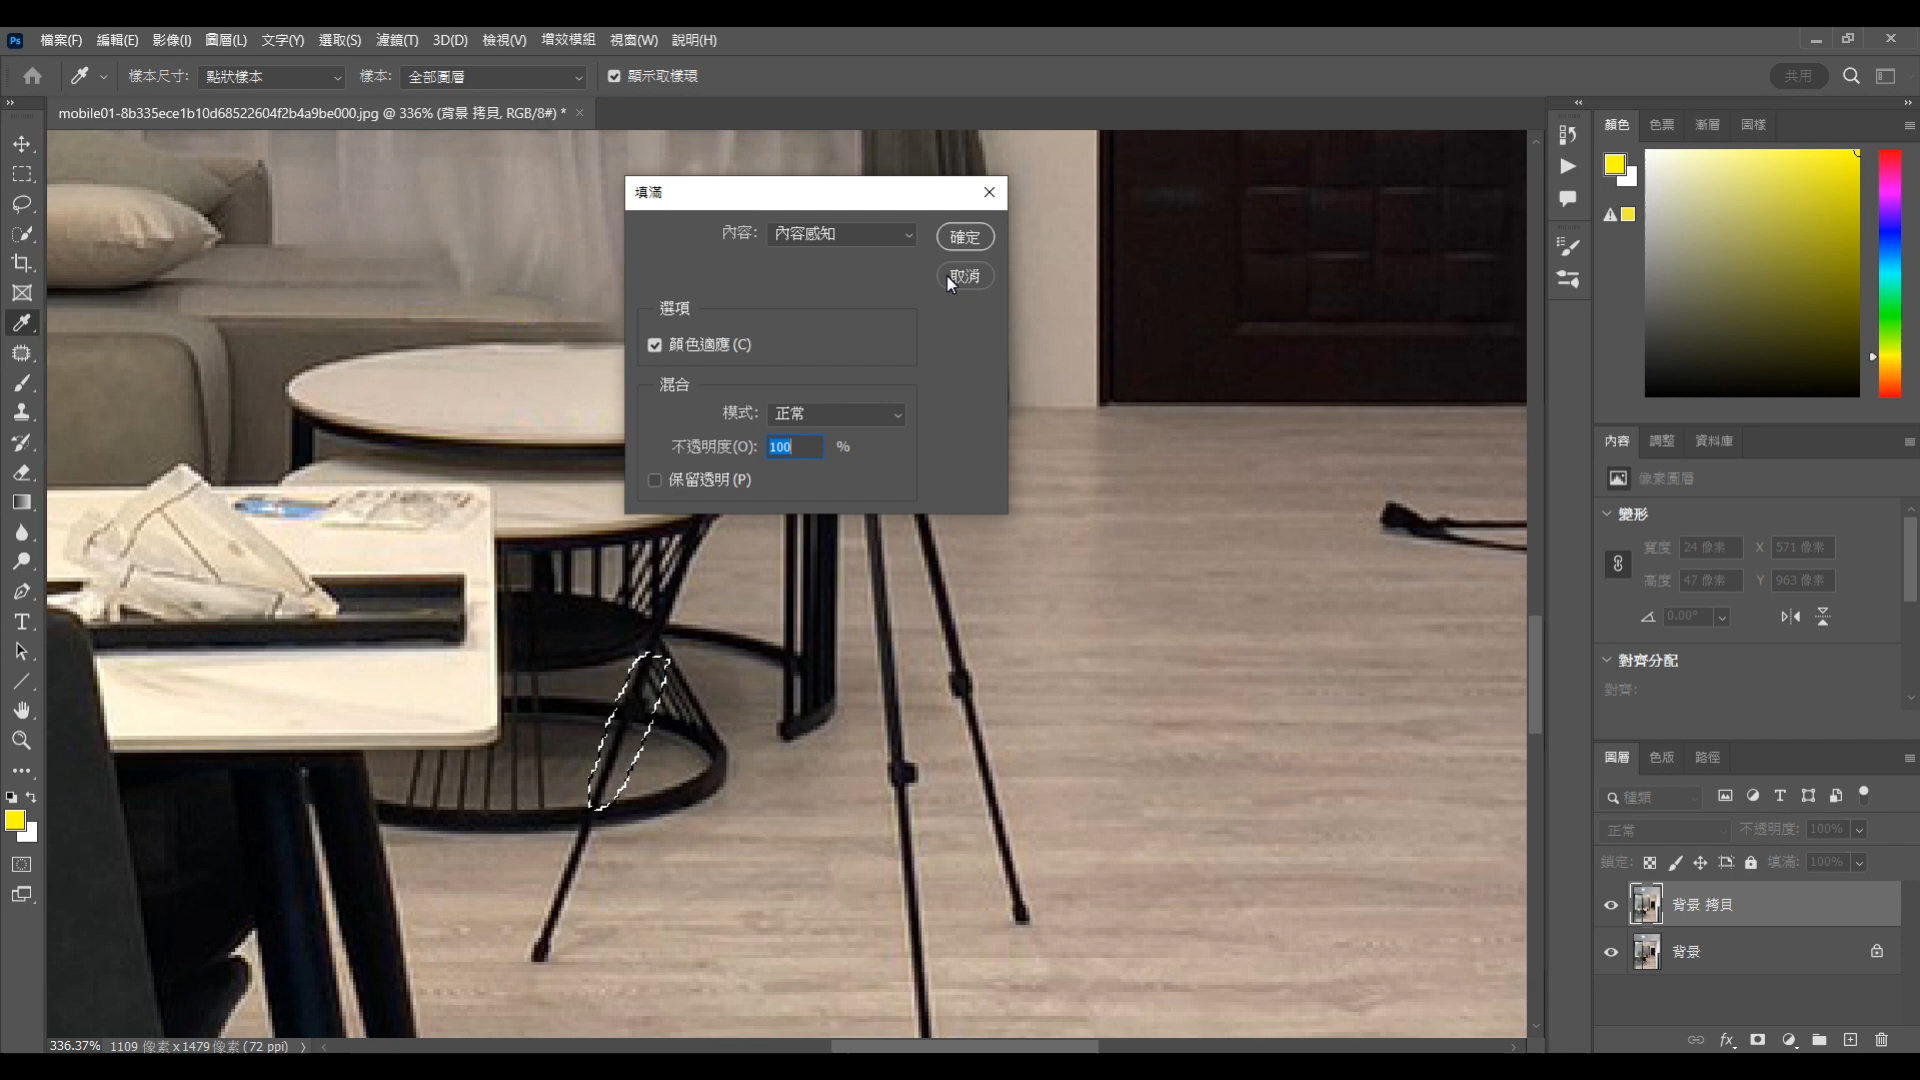 Ps 檔案(F) 編輯(E) 影像(I) 圖層(L) 文字(Y) 選取(S) 濾鏡(T) 3D(D) 檢視(V) 增效模組 視窗(W) 說明(H)
樣本尺寸: 點狀樣本 樣本: 全部圖層 顯示取樣環 共用
mobile01-8b335ece1b10d68522604f2b4a9be000.jpg @ 336% (背景 拷貝, RGB/8#) *
填滿
內容: 內容感知 確定
取消
選項
顏色適應(C)
混合
模式: 正常
不透明度(O): 100 %
保留透明(P)
顏色 色票 漸層 圖樣
內容 調整 資料庫
像素圖層
變形
寬度 24 像素 X 571 像素
高度 47 像素 Y 963 像素
0.00°
對齊分配
對齊:
圖層 色版 路徑
種類
正常 不透明度: 100%
鎖定: 填滿: 100%
背景 拷貝
背景
fx
336.37% 1109 像素 x 1479 像素 (72 ppi)